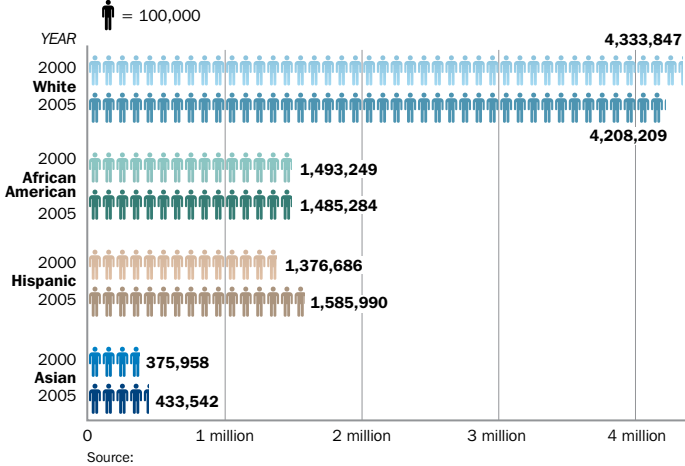 = 100,000
YEAR
4,333,847
2000
White
2005
4,208,209
2000
African
American
1,493,249
2005
1,485,284
2000
1,376,686
Hispanic
2005
1,585,990
2000
375,958
Asian
2005
433,542
0 1 million 2 million 3 million 4 million
Source: